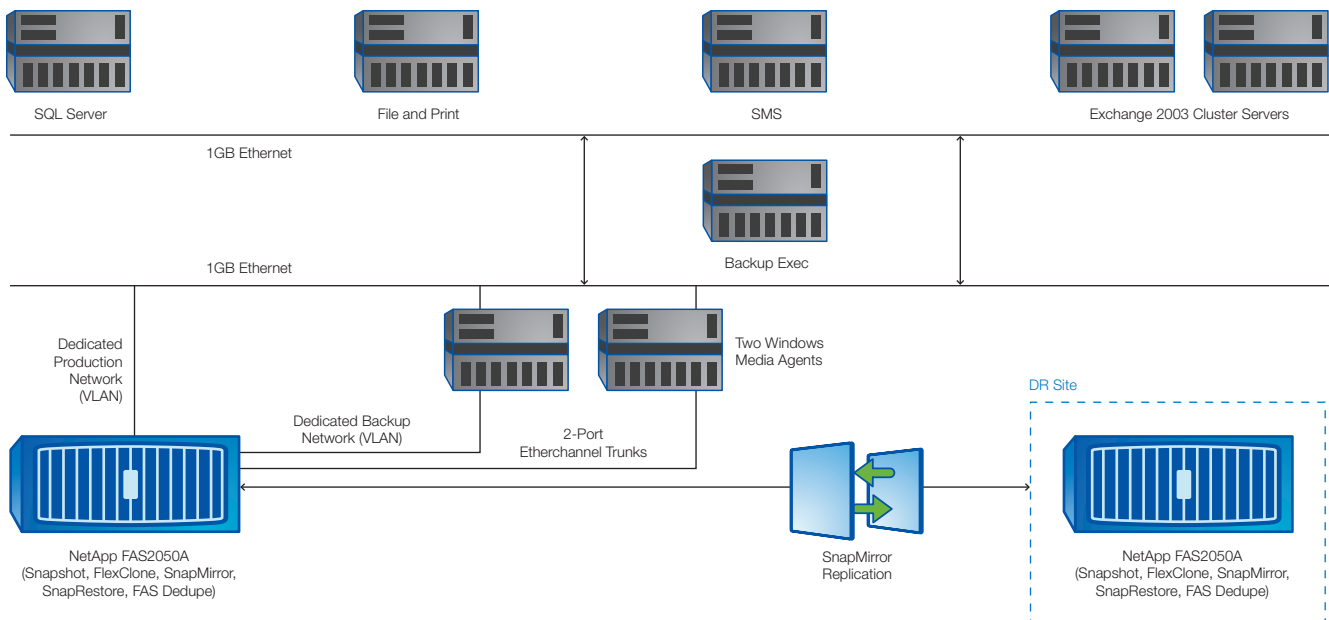 SQL Server
File and Print
SMS
Exchange 2003 Cluster Servers
1GB Ethernet
Backup Exec
1GB Ethernet
Dedicated
Production
Network
(VLAN)
Two Windows
Media Agents
Dedicated Backup
Network (VLAN)
2-Port
Etherchannel Trunks
DR Site
NetApp FAS2050A
(Snapshot, FlexClone, SnapMirror,
SnapRestore, FAS Dedupe)
SnapMirror
Replication
NetApp FAS2050A
(Snapshot, FlexClone, SnapMirror,
SnapRestore, FAS Dedupe)